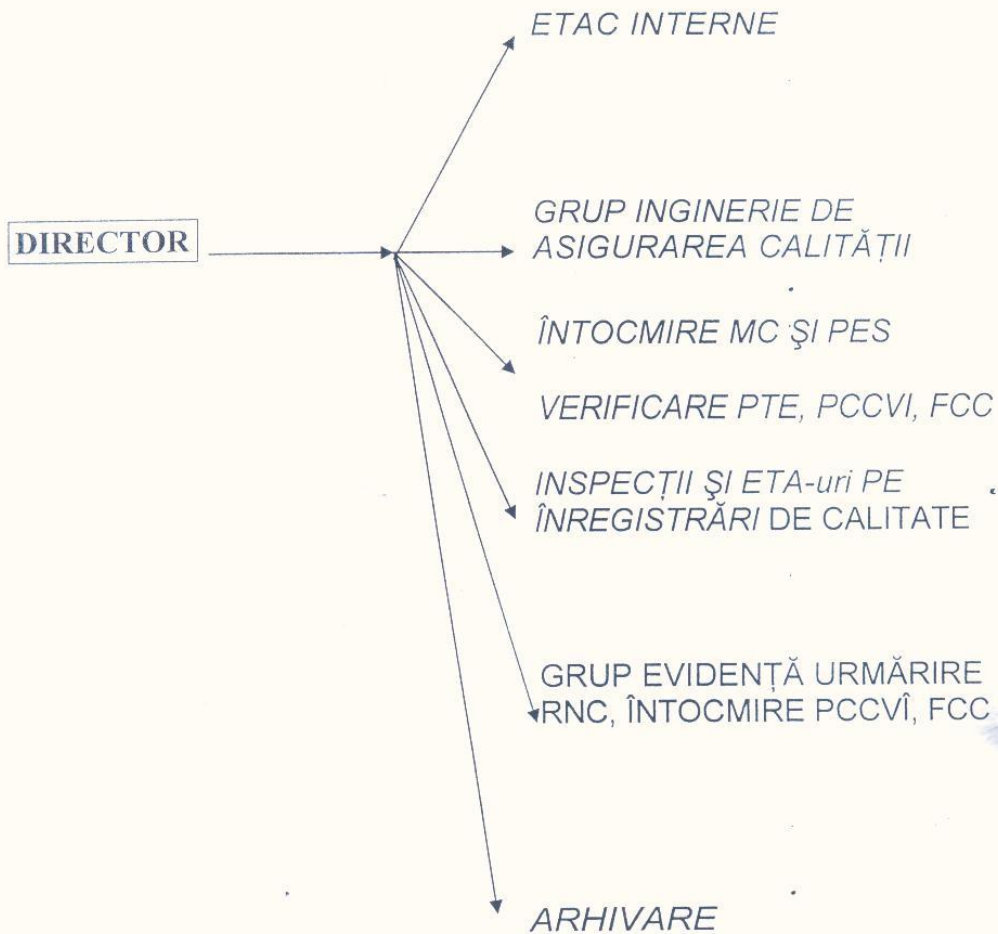 ETAC INTERNE
DIRECTOR
GRUP INGINERIE DE
ASIGURAREA CALITĂȚII
ÎNTOCMIRE MC ŞI PES
VERIFICARE PTE, PCCVI, FCC
INSPECȚII ŞI ETA-uri PE
ÎNREGISTRĂRI DE CALITATE
GRUP EVIDENȚĂ URMĂRIRE
RNC, ÎNTOCMIRE PCCVÎ, FCC
ARHIVARE